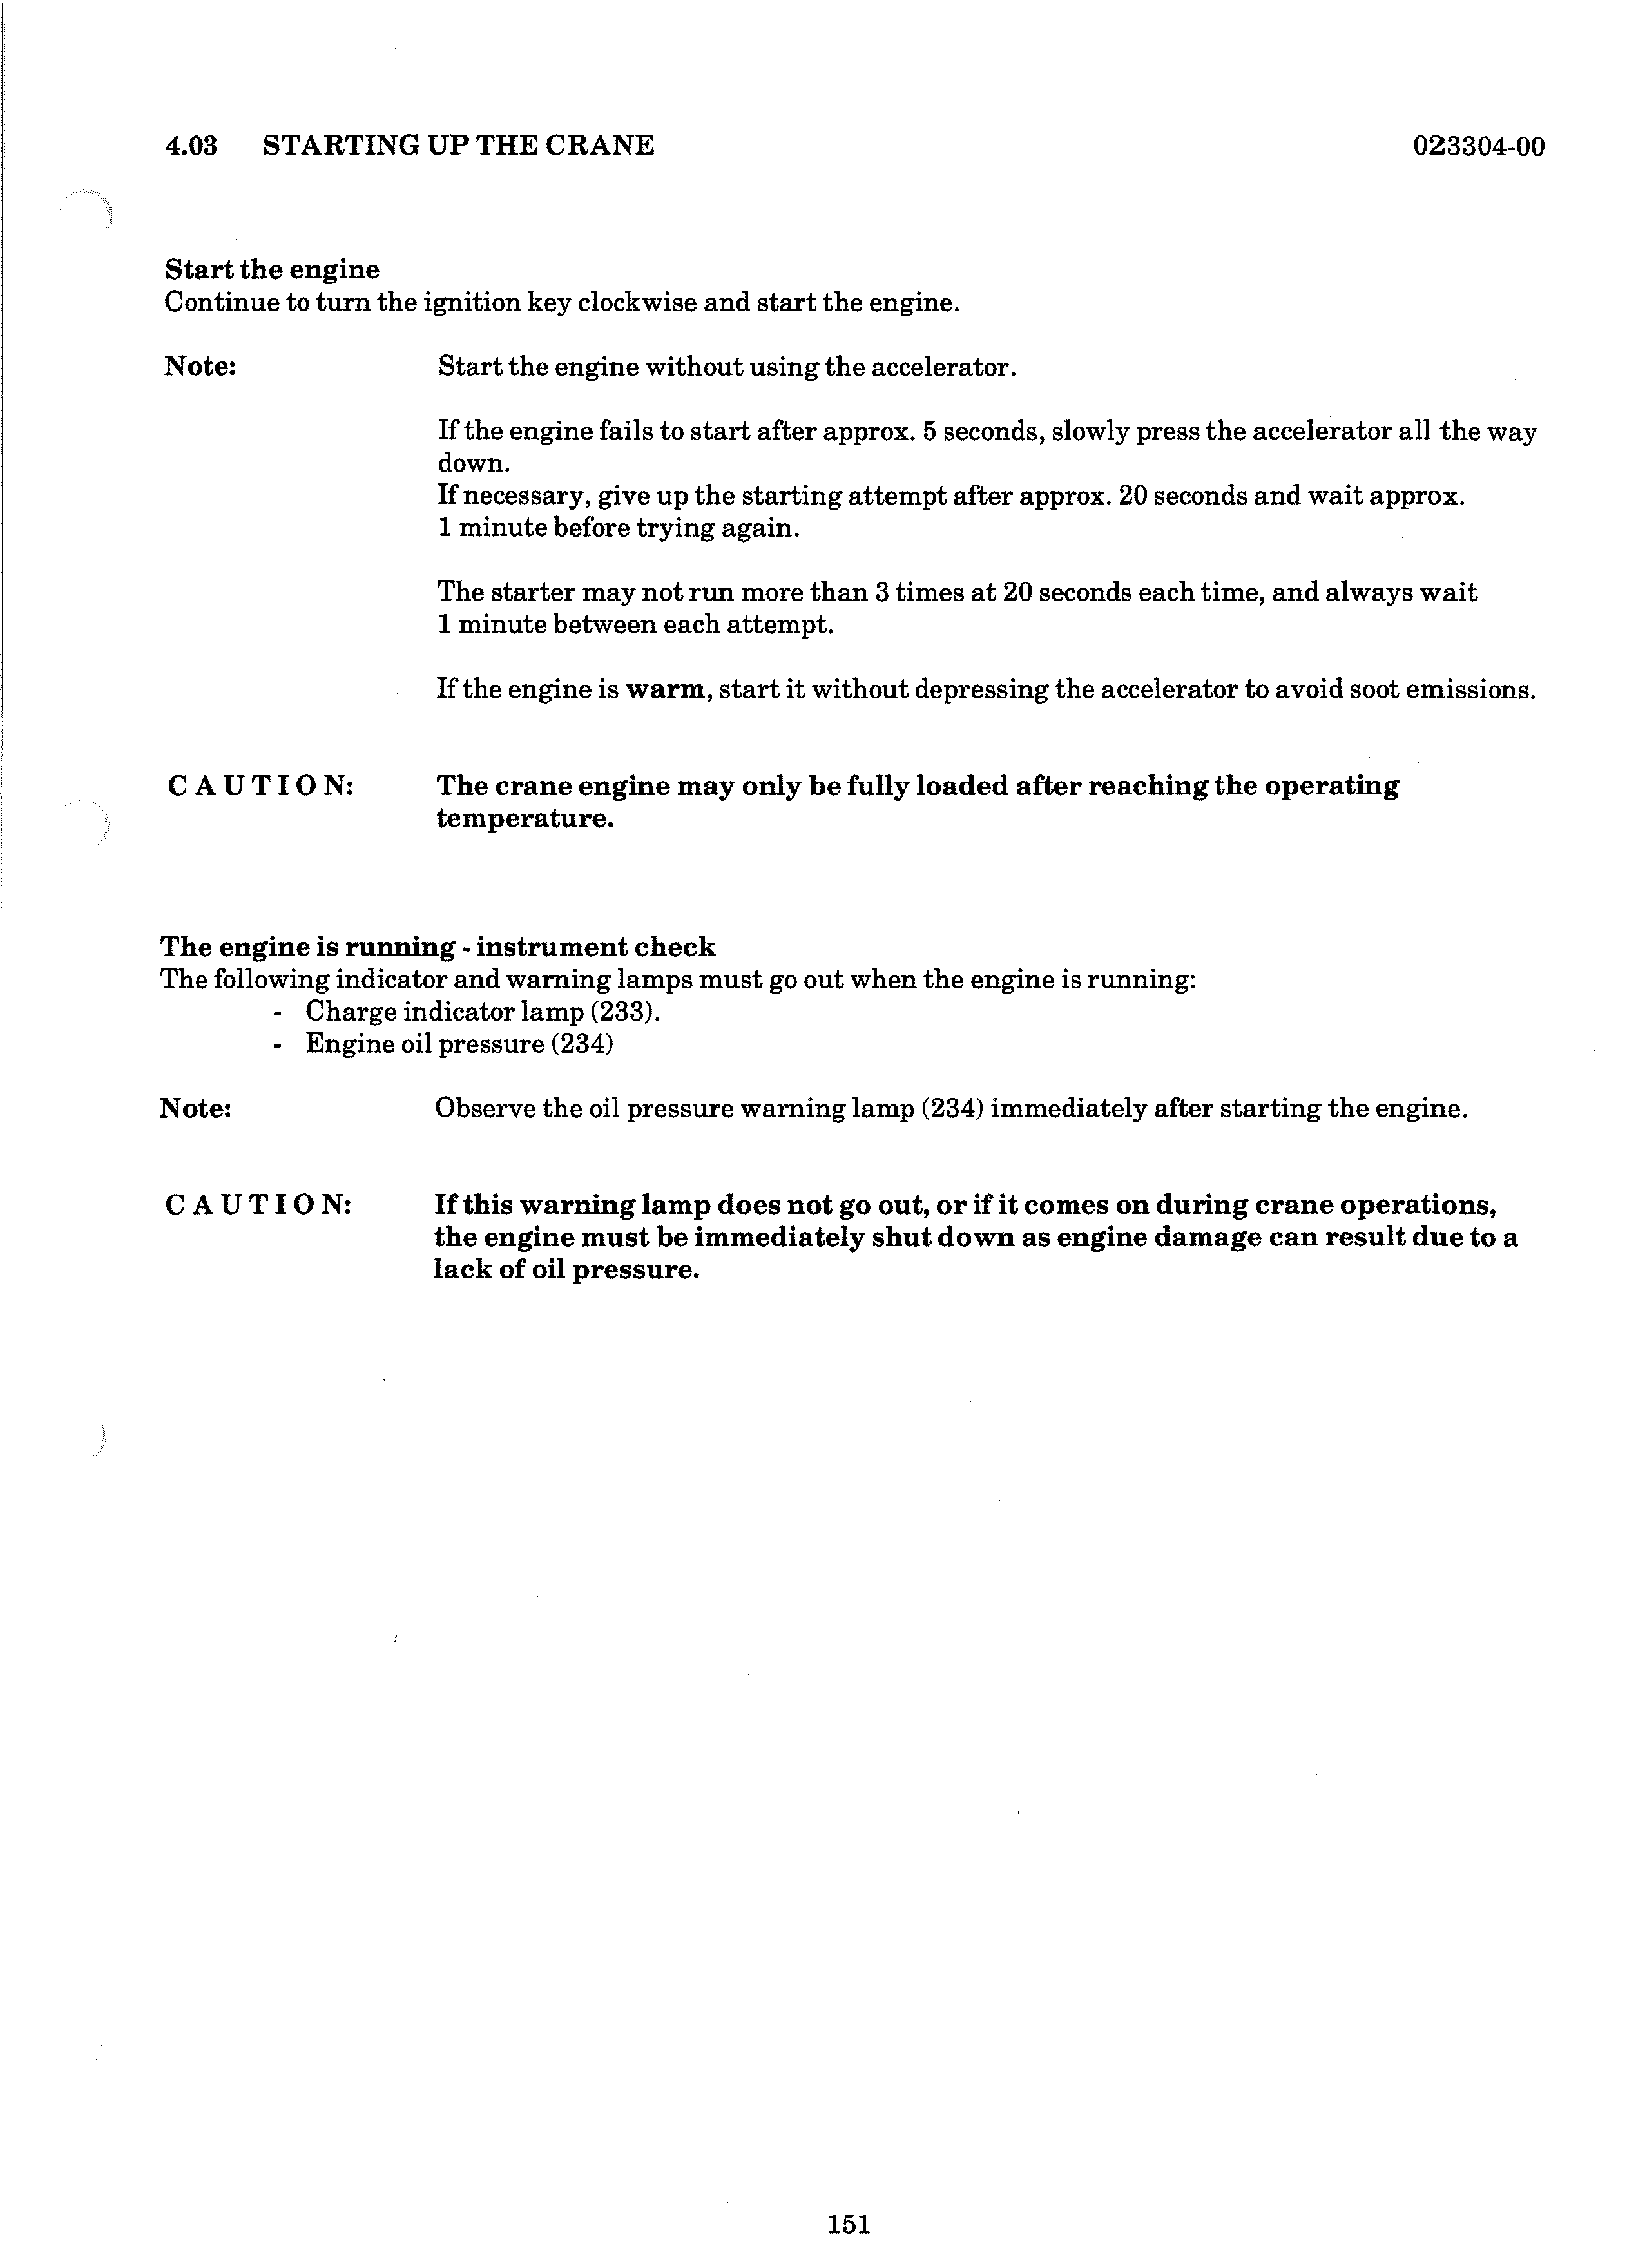 4.03 STARTING UP THE CRANE 023304-00
Start the engine
Continue to turn the ignition key clockwise and start the engine.
Note: Start the engine without using the accelerator.
If the engine fails to start after approx. 5 seconds, slowly press the accelerator all the way
down.
If necessary, give up the starting attempt after approx. 20 seconds and wait approx.
1 minute before trying again.
The starter may not run more than 3 times at 20 seconds each time, and always wait
1 minute between each attempt.
If the engine is warm, start it without depressing the accelerator to avoid soot emissions.
C A U T I O N: The crane engine may only be fully loaded after reaching the operating
temperature.
The engine is running - instrument check
The following indicator and warning lamps must go out when the engine is running:
- Charge indicator lamp (233).
- Engine oil pressure (234)
Note: Observe the oil pressure warning lamp (234) immediately after starting the engine.
C A U T I O N: If this warning lamp does not go out, or if it comes on during crane operations,
the engine must be immediately shut down as engine damage can result due to a
lack of oil pressure.
151